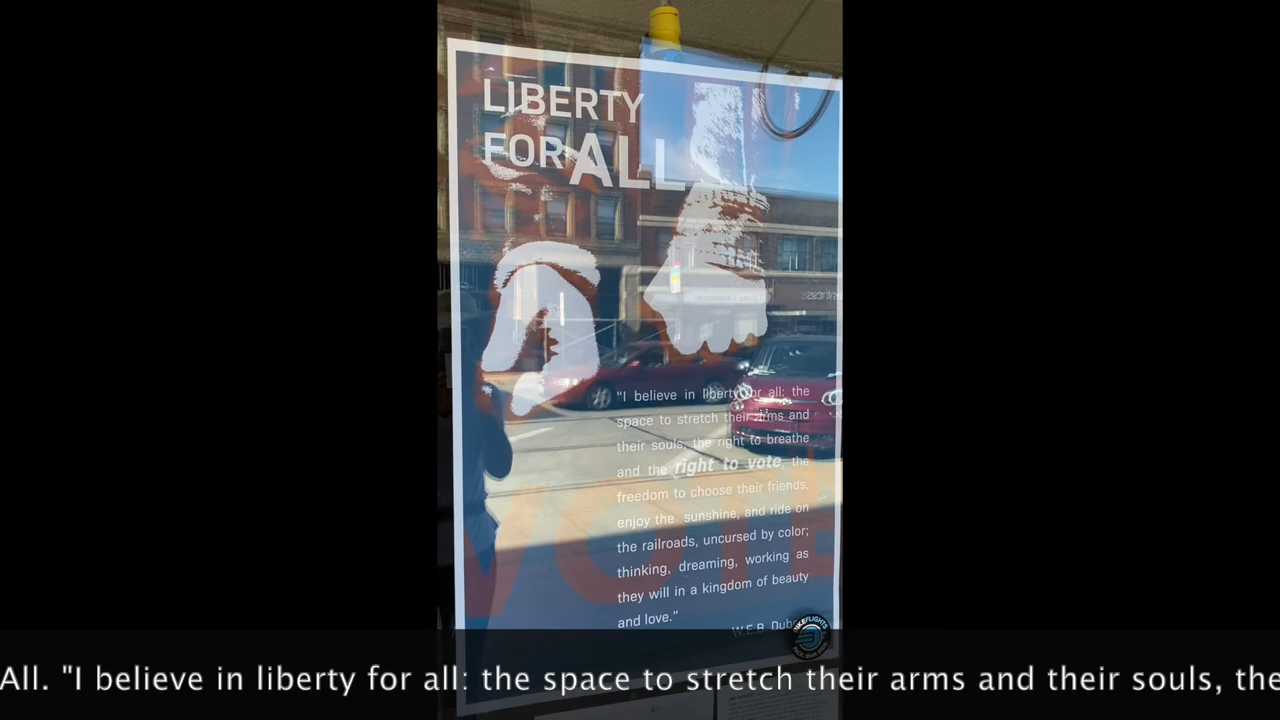 LIBERTY
FOR ALL
"I believe in liberty for all: the
space to stretch their arms and
their souls, the right to breathe
and the right to vote, the
freedom to choose their friends,
enjoy the sunshine, and ride on
the railroads, uncursed by color;
thinking, dreaming, working as
they will in a kingdom of beauty
and love."
W.E.B. Dub
VOTE
BIKEFLIGHTS
All. "I believe in liberty for all: the space to stretch their arms and their souls, the